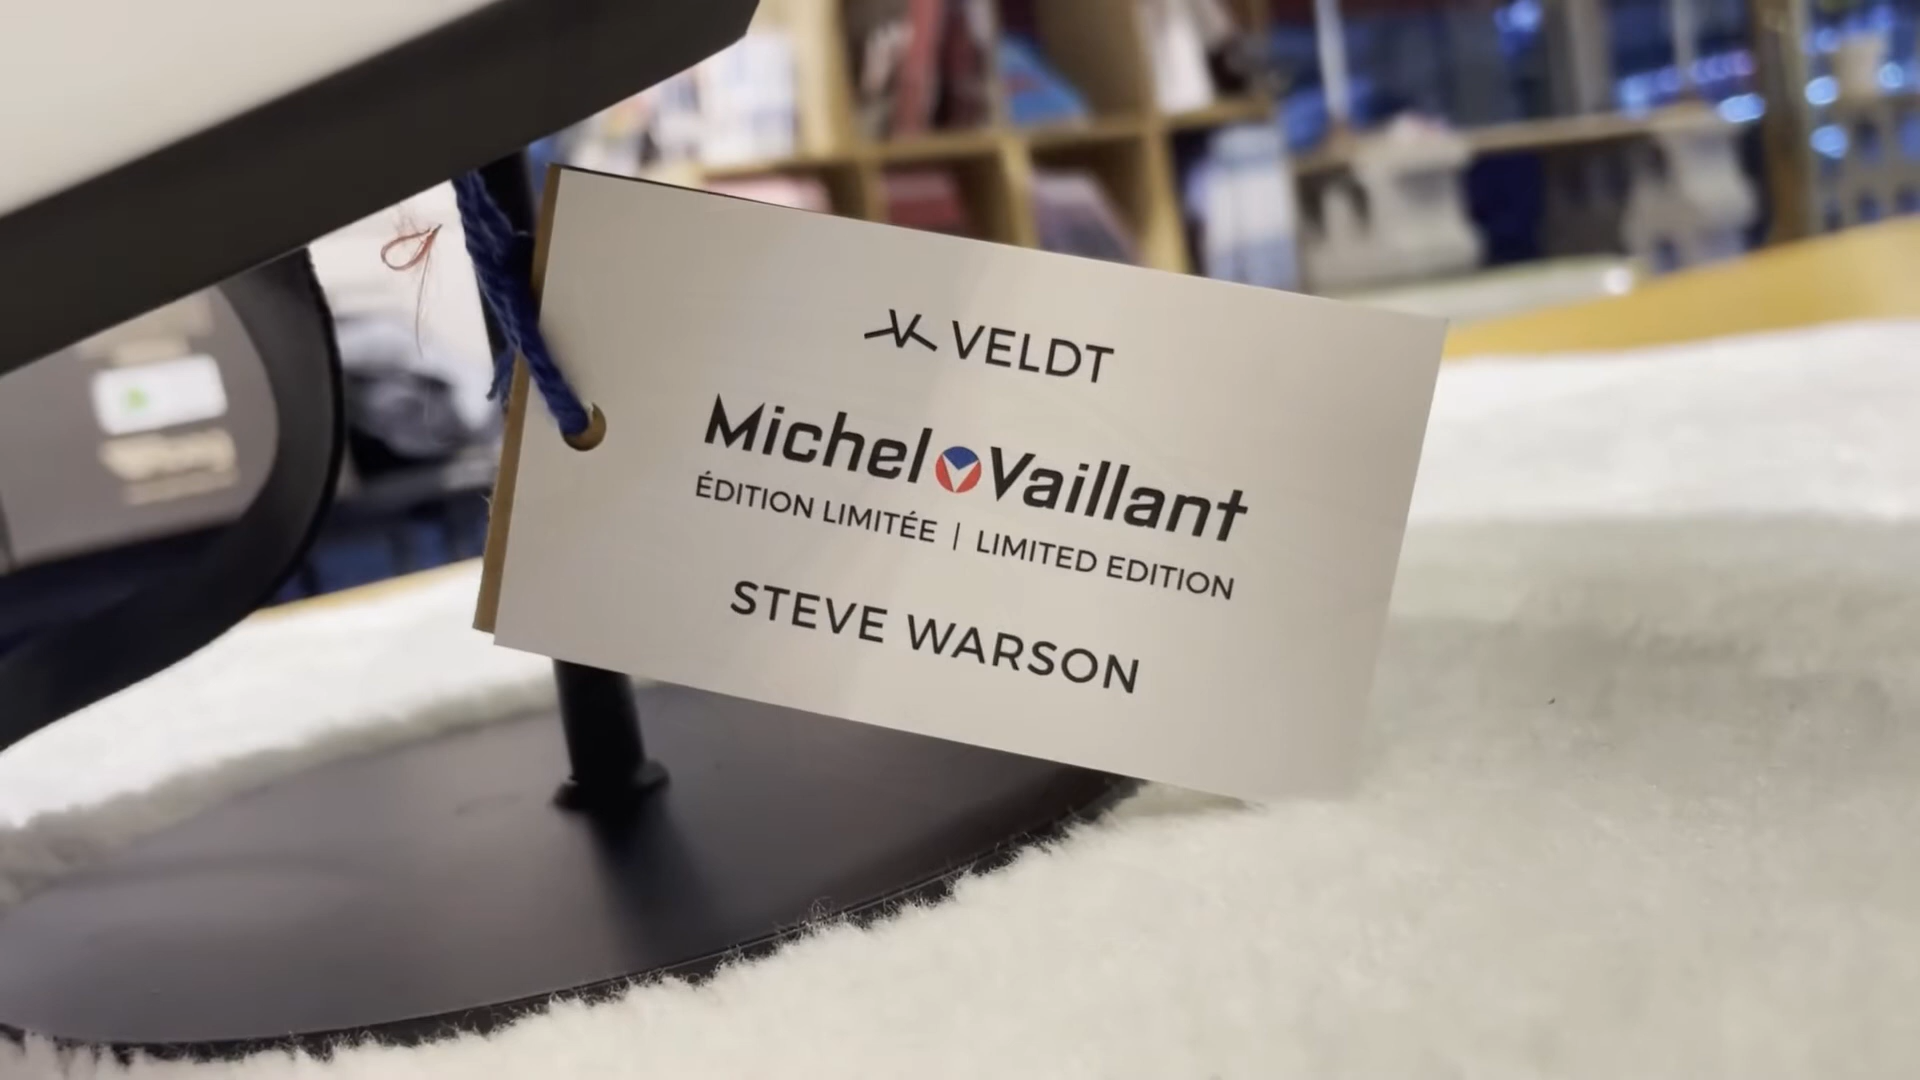 VELDT
Michel Vaillant
ÉDITION LIMITÉE | LIMITED EDITION
STEVE WARSON